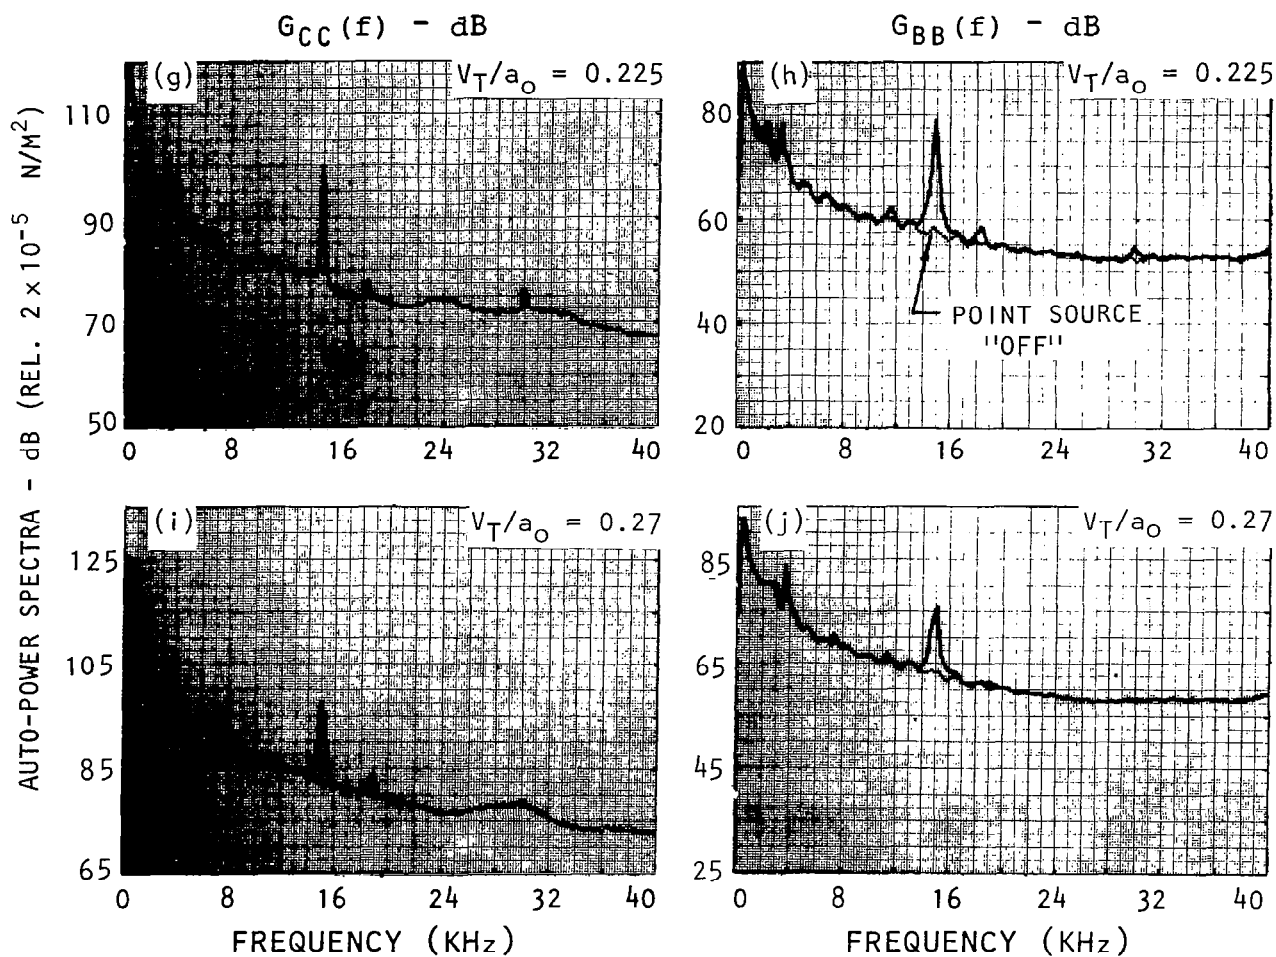 G_CC(f) - dB
G_BB(f) - dB
AUTO-POWER SPECTRA - dB (REL. 2 x 10⁻⁵ N/M²)
(g)
V_T/a_o = 0.225
110
90
70
50
0 8 16 24 32 40
(h)
V_T/a_o = 0.225
80
60
40
20
POINT SOURCE
"OFF"
0 8 16 24 32 40
(i)
V_T/a_o = 0.27
125
105
85
65
0 8 16 24 32 40
FREQUENCY (KHz)
(j)
V_T/a_o = 0.27
85
65
45
25
0 8 16 24 32 40
FREQUENCY (KHz)